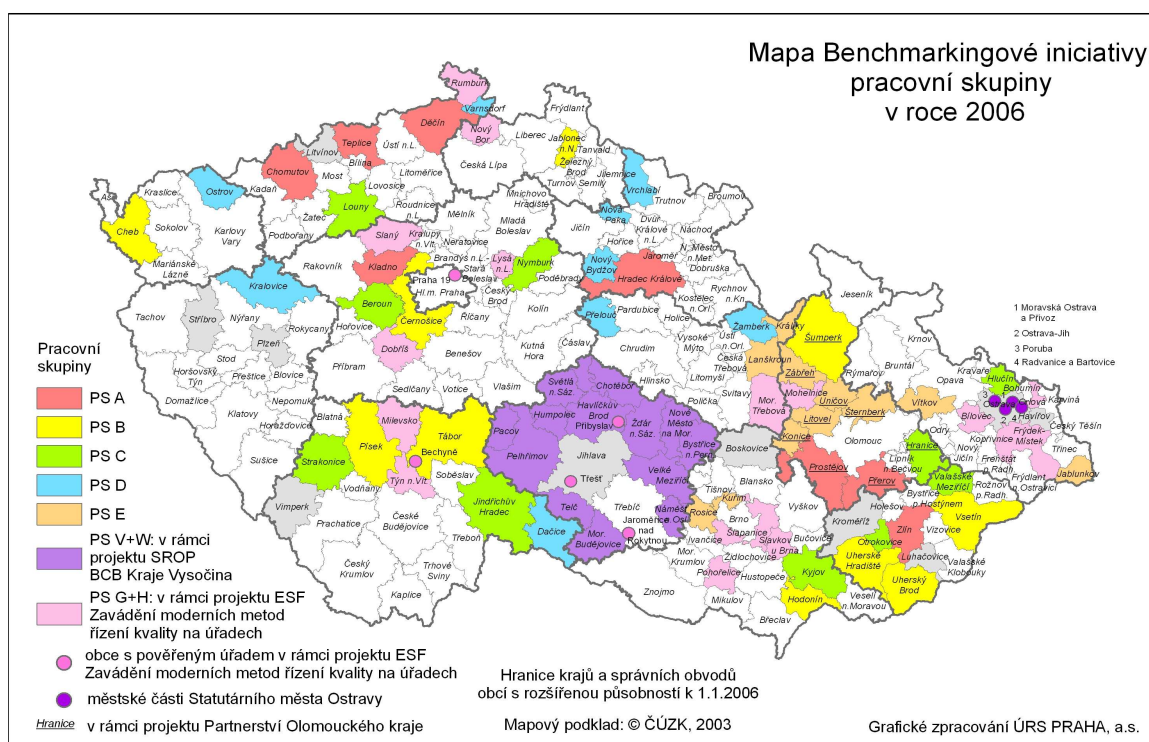 Mapa Benchmarkingové iniciativy
pracovní skupiny
v roce 2006
Rumburk
Varnsdorf
Děčín
Nový
Bor
Frýdlant
Liberec
Jablonec
n.N.
Tanvald
Železný
Brod
Turnov
Semily
Jilemnice
Vrchlabí
Trutnov
Broumov
Teplice
Ústí n.L.
Litvínov
Bílina
Most
Chomutov
Litoměřice
Lovosice
Roudnice
n.L.
Česká Lípa
Mnichovo
Hradiště
Mělník
Mladá
Boleslav
Jičín
Nová
Paka
Hořice
Dvůr
Králové
n.L.
Náchod
Jaroměř
N. Město
n.Met.
Dobruška
Aš
Kraslice
Ostrov
Kadaň
Cheb
Sokolov
Karlovy
Vary
Mariánské
Lázně
Podbořany
Žatec
Louny
Slaný
Kralupy
n.Vlt.
Neratovice
Brandýs n.L.-
Stará
Boleslav
Lysá
n.L.
Nymburk
Poděbrady
Český
Brod
Nový
Bydžov
Hradec Králové
Rychnov
n.Kn.
Kostelec
n.Orl.
Rakovník
Kladno
Praha 19
Hl.m. Praha
Beroun
Černošice
Říčany
Kolín
Kutná
Hora
Čáslav
Přelouč
Pardubice
Holice
Chrudim
Vysoké
Mýto
Ústí
n.Orl.
Žamberk
Králíky
Česká
Třebová
Lanškroun
Litomyšl
Hlinsko
Polička
Svitavy
Mor.
Třebová
Tachov
Kralovice
Stříbro
Nýřany
Plzeň
Rokycany
Hořovice
Dobříš
Příbram
Benešov
Sedlčany
Votice
Vlašim
Stod
Horšovský
Týn
Přeštice
Blovice
Domažlice
Nepomuk
Klatovy
Horažďovice
Sušice
Blatná
Písek
Milevsko
Tábor
Bechyně
Strakonice
Týn n.Vlt.
Soběslav
Vodňany
Vimperk
Prachatice
České
Budějovice
Jindřichův
Hradec
Třeboň
Český
Krumlov
Trhové
Sviny
Kaplice
Dačice
Světlá
n.Sáz.
Chotěboř
Havlíčkův
Brod
Humpolec
Přibyslav
Žďár
n.Sáz.
Nové
Město
na Mor.
Pacov
Pelhřimov
Bystřice
n.Pern.
Jihlava
Velké
Meziříčí
Třešť
Telč
Třebíč
Náměšť
n. Osl.
Jaroměřice
nad
Rokytnou
Mor.
Budějovice
Jeseník
Šumperk
Zábřeh
Mohelnice
Rýmařov
Bruntál
Krnov
Uničov
Litovel
Šternberk
Konice
Olomouc
Prostějov
Přerov
Lipník
n.Bečvou
Hranice
Opava
Vítkov
Odry
Kravaře
Hlučín
Bohumín
Ostrava
Orlová
Karviná
Havířov
Český Těšín
Bílovec
Frýdek-
Místek
Kopřivnice
Nový
Jičín
Frenštát
p.Radh.
Frýdlant
n.Ostravicí
Jablunkov
Valašské
Meziříčí
Rožnov
p.Radh.
Boskovice
Blansko
Tišnov
Kuřim
Rosice
Brno
Vyškov
Ivančice
Šlapanice
Slavkov
u Brna
Bučovice
Židlochovice
Mor.
Krumlov
Pohořelice
Hustopeče
Znojmo
Mikulov
Břeclav
Hodonín
Kyjov
Veselí
n.Moravou
Kroměříž
Holešov
Bystřice
p.Hostýnem
Vsetín
Zlín
Vizovice
Otrokovice
Luhačovice
Valašské
Klobouky
Uherské
Hradiště
Uherský
Brod
1 Moravská Ostrava
a Přívoz
2 Ostrava-Jih
3 Poruba
4 Radvanice a Bartovice
Pracovní
skupiny
PS A
PS B
PS C
PS D
PS E
PS V+W: v rámci
projektu SROP
BCB Kraje Vysočina
PS G+H: v rámci projektu ESF
Zavádění moderních metod
řízení kvality na úřadech
obce s pověřeným úřadem v rámci projektu ESF
Zavádění moderních metod řízení kvality na úřadech
městské části Statutárního města Ostravy
Hranice v rámci projektu Partnerství Olomouckého kraje
Hranice krajů a správních obvodů
obcí s rozšířenou působností k 1.1.2006
Mapový podklad: © ČÚZK, 2003
Grafické zpracování ÚRS PRAHA, a.s.